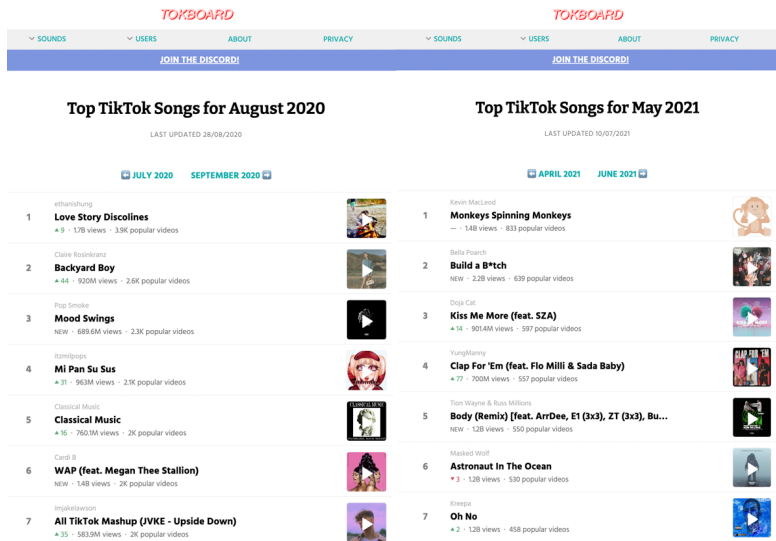 TOKBOARD
SOUNDS USERS ABOUT PRIVACY
JOIN THE DISCORD!
Top TikTok Songs for August 2020
LAST UPDATED 28/08/2020
JULY 2020 SEPTEMBER 2020
1
ethanishung
Love Story Discolines
9 · 1.7B views · 3.9K popular videos
2
Claire Rosinkranz
Backyard Boy
44 · 920M views · 2.6K popular videos
3
Pop Smoke
Mood Swings
NEW · 689.6M views · 2.3K popular videos
4
itzmilpops
Mi Pan Su Sus
31 · 963M views · 2.1K popular videos
5
Classical Music
Classical Music
16 · 760.1M views · 2K popular videos
6
Cardi B
WAP (feat. Megan Thee Stallion)
NEW · 1.4B views · 2K popular videos
7
imjakelawson
All TikTok Mashup (JVKE - Upside Down)
35 · 583.9M views · 2K popular videos
TOKBOARD
SOUNDS USERS ABOUT PRIVACY
JOIN THE DISCORD!
Top TikTok Songs for May 2021
LAST UPDATED 10/07/2021
APRIL 2021 JUNE 2021
1
Kevin MacLeod
Monkeys Spinning Monkeys
— · 1.4B views · 833 popular videos
2
Bella Poarch
Build a B*tch
NEW · 2.2B views · 639 popular videos
3
Doja Cat
Kiss Me More (feat. SZA)
14 · 901.4M views · 597 popular videos
4
YungManny
Clap For 'Em (feat. Flo Milli & Sada Baby)
77 · 700M views · 557 popular videos
CLAP FOR 'EM
5
Tion Wayne & Russ Millions
Body (Remix) [feat. ArrDee, E1 (3x3), ZT (3x3), Bu...
NEW · 1.2B views · 550 popular videos
6
Masked Wolf
Astronaut In The Ocean
3 · 1.2B views · 530 popular videos
7
Kreepa
Oh No
2 · 1.2B views · 458 popular videos